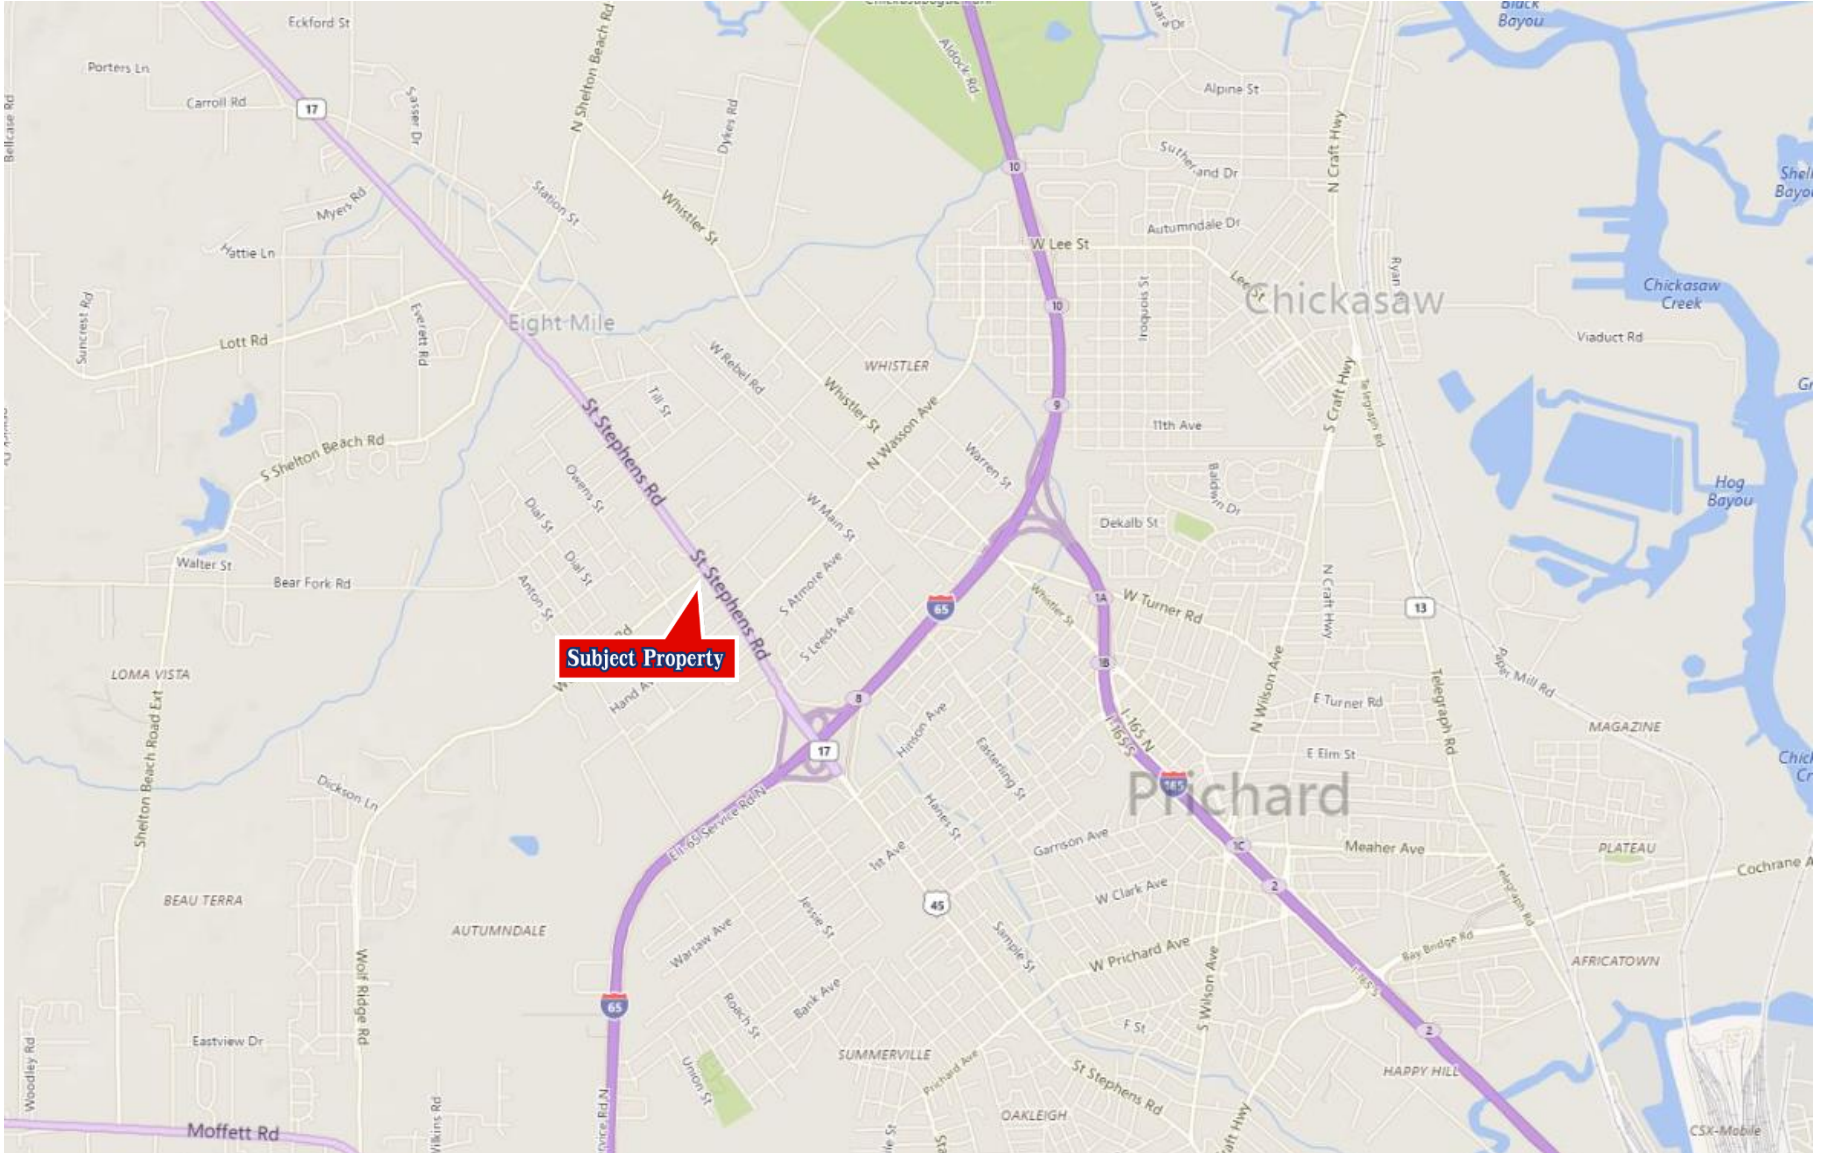 Black
Bayou
Eckford St
N Shelton Beach Rd
Aldock Rd
Porters Ln
Carroll Rd
17
Sasser Dr
Dykes Rd
Alpine St
N Craft Hwy
Bellcase Rd
10
Sutherland Dr
Shell
Bayou
Myers Rd
Station St
Whistler St
Autumndale Dr
W Lee St
Lee St
Hattie Ln
Ryan
Chickasaw
Chickasaw
Creek
Iroquois St
10
Suncrest Rd
Everett Rd
Eight Mile
Lott Rd
Viaduct Rd
W Rebel Rd
WHISTLER
S Craft Hwy
Telegraph Rd
Till St
Whistler St
9
St Stephens Rd
N Wasson Ave
11th Ave
S Shelton Beach Rd
Warren St
Owens St
Baldwin Dr
Hog
Bayou
Dial St
W Main St
Dekalb St
Walter St
Dial St
St Stephens Rd
Bear Fork Rd
Anton St
S Atmore Ave
N Craft Hwy
65
Whistler St
1A
W Turner Rd
13
S Leeds Ave
Subject Property
1B
LOMA VISTA
Hand Av
8
N Wilson Ave
Paper Mill Rd
E Turner Rd
Telegraph Rd
Shelton Beach Road Ext
Hinson Ave
I-165 N
I-165 S
MAGAZINE
17
Easterling St
E Elm St
Dickson Ln
165
Prichard
E I-65 Service Rd N
Hanes St
Garrison Ave
1C
Meaher Ave
PLATEAU
1st Ave
Cochrane A
2
W Clark Ave
BEAU TERRA
45
Jessie St
Telegraph Rd
AUTUMNDALE
Warsaw Ave
Sample St
W Prichard Ave
Bay Bridge Rd
AFRICATOWN
Wolf Ridge Rd
I-165 S
65
Bank Ave
Roach St
S Wilson Ave
F St
2
Eastview Dr
SUMMERVILLE
Woodley Rd
Union St
Prichard Ave
St Stephens Rd
HAPPY HILL
OAKLEIGH
Moffett Rd
CSX-Mobile